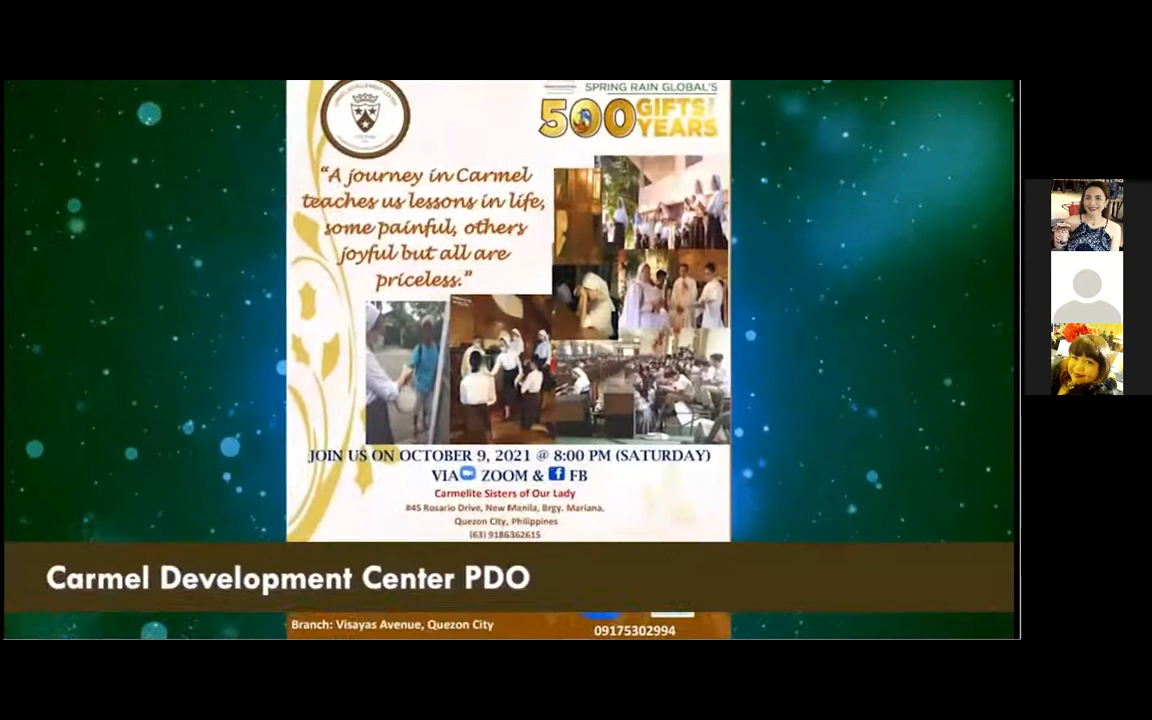 SPRING RAIN GLOBAL'S
500 GIFTS
YEARS
"A journey in Carmel
teaches us lessons in life,
some painful, others
joyful but all are
priceless."
JOIN US ON OCTOBER 9, 2021 @ 8:00 PM (SATURDAY)
VIA ZOOM & FB
Carmelite Sisters of Our Lady
#45 Rosario Drive, New Manila, Brgy. Mariana,
Quezon City, Philippines
(63) 9186362615
Carmel Development Center PDO
Branch: Visayas Avenue, Quezon City
09175302994